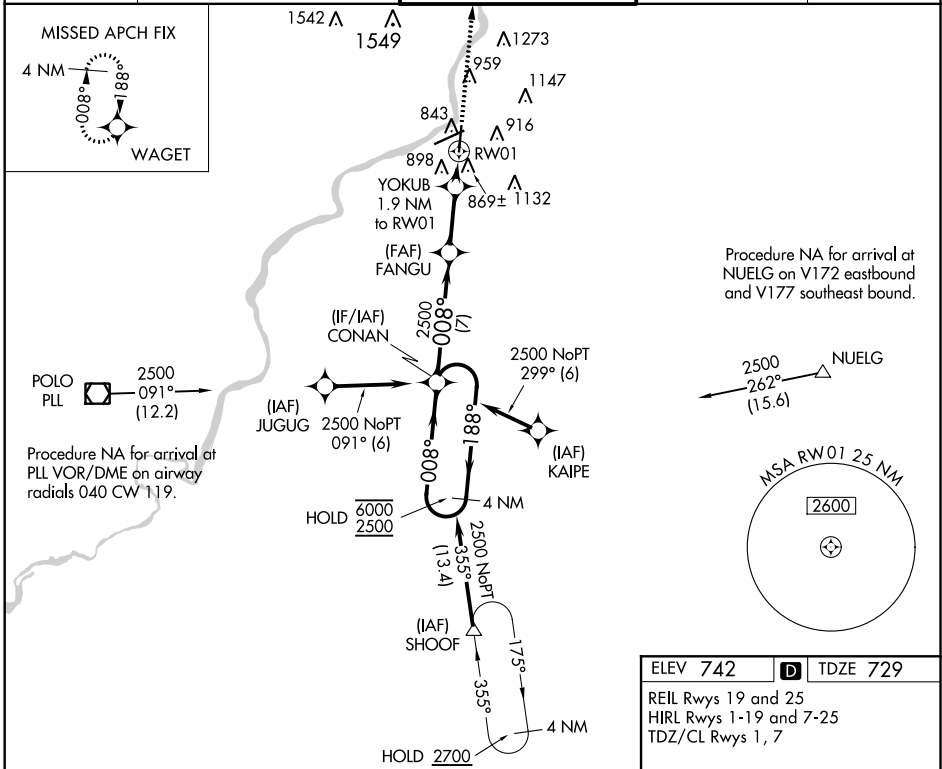 MISSED APCH FIX
4 NM
008°
188°
WAGET
1542
1549
1273
959
1147
843
916
RW01
898
869± 1132
YOKUB
1.9 NM
to RW01
(FAF)
FANGU
2500
008°
(7)
(IF/IAF)
CONAN
Procedure NA for arrival at
NUELG on V172 eastbound
and V177 southeast bound.
POLO
PLL
2500
091°
(12.2)
Procedure NA for arrival at
PLL VOR/DME on airway
radials 040 CW 119.
(IAF)
JUGUG
2500 NoPT
091° (6)
2500 NoPT
299° (6)
(IAF)
KAIPE
2500
262°
(15.6)
NUELG
008°
188°
HOLD 6000
2500
4 NM
2500 NoPT
355°
(13.4)
(IAF)
SHOOF
175°
355°
4 NM
HOLD 2700
MSA RW01 25 NM
2600
ELEV 742 D TDZE 729
REIL Rwys 19 and 25
HIRL Rwys 1-19 and 7-25
TDZ/CL Rwys 1, 7